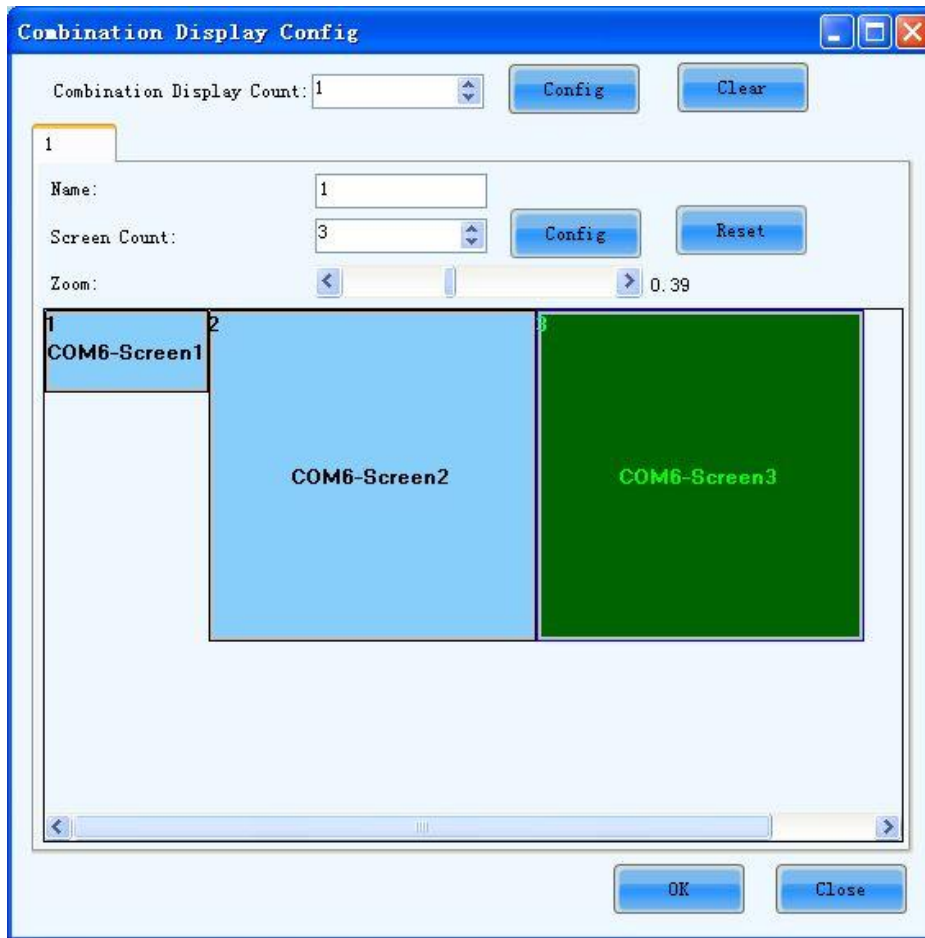 Combination Display Config
Combination Display Count: 1 Config Clear
1
Name: 1
Screen Count: 3 Config Reset
Zoom: 0.39
1 2 3
COM6-Screen1
COM6-Screen2 COM6-Screen3
OK Close